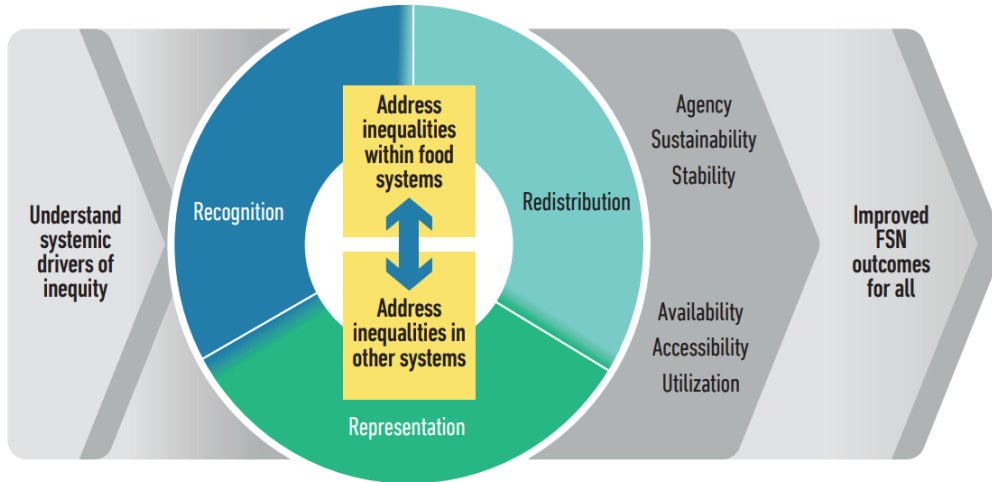 Understand
systemic
drivers of
inequity
Recognition
Address
inequalities
within food
systems
Address
inequalities in
other systems
Redistribution
Representation
Agency
Sustainability
Stability
Availability
Accessibility
Utilization
Improved
FSN
outcomes
for all